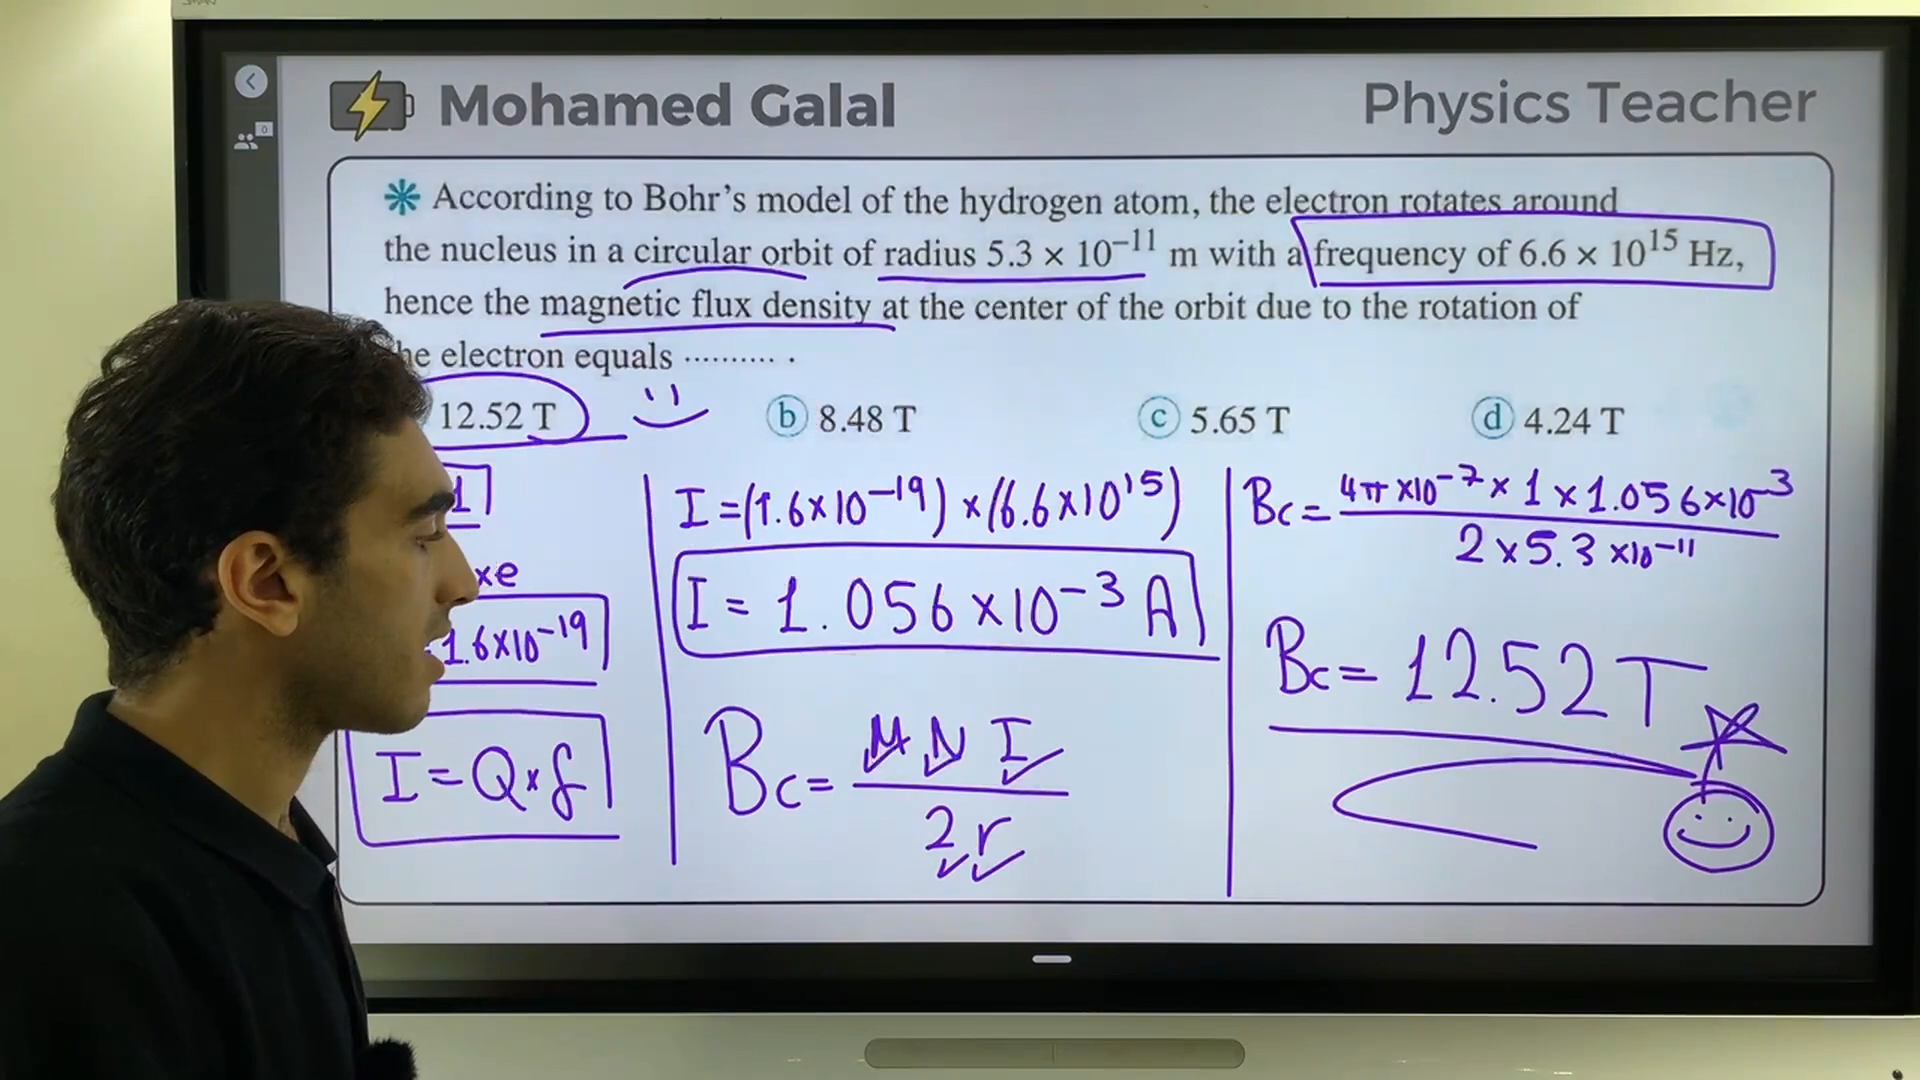 Mohamed Galal
Physics Teacher
0
According to Bohr's model of the hydrogen atom, the electron rotates around
the nucleus in a circular orbit of radius 5.3 × 10⁻¹¹ m with a frequency of 6.6 × 10¹⁵ Hz,
hence the magnetic flux density at the center of the orbit due to the rotation of
he electron equals .......... .
12.52 T
b 8.48 T
c 5.65 T
d 4.24 T
1
xe
1.6×10⁻¹⁹
I = Q×f
I = (1.6×10⁻¹⁹) × (6.6×10¹⁵)
I = 1.056×10⁻³ A
Bc = μ N I / 2 r
Bc = 4π×10⁻⁷ × 1 × 1.056×10⁻³ / 2 × 5.3 ×10⁻¹¹
Bc = 12.52 T